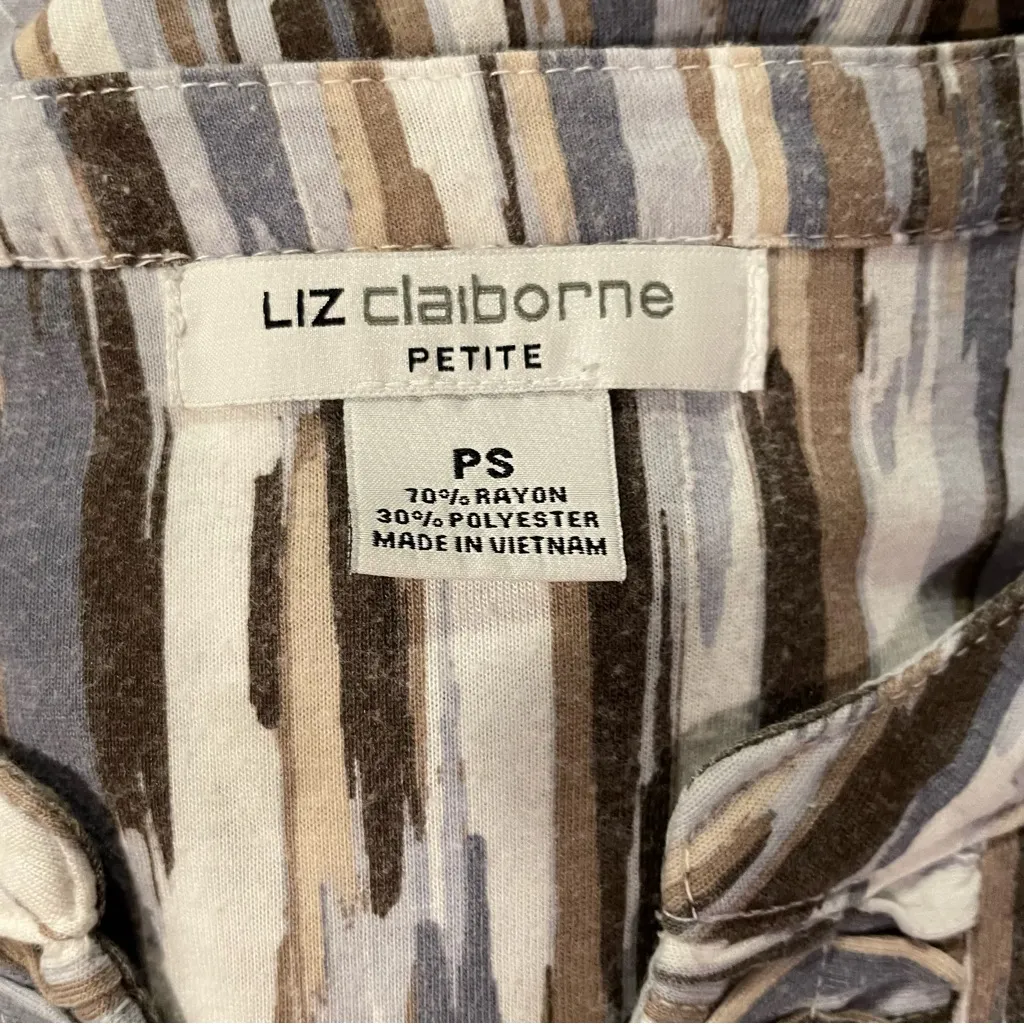 LIZ claiborne
PETITE
PS
70% RAYON
30% POLYESTER
MADE IN VIETNAM